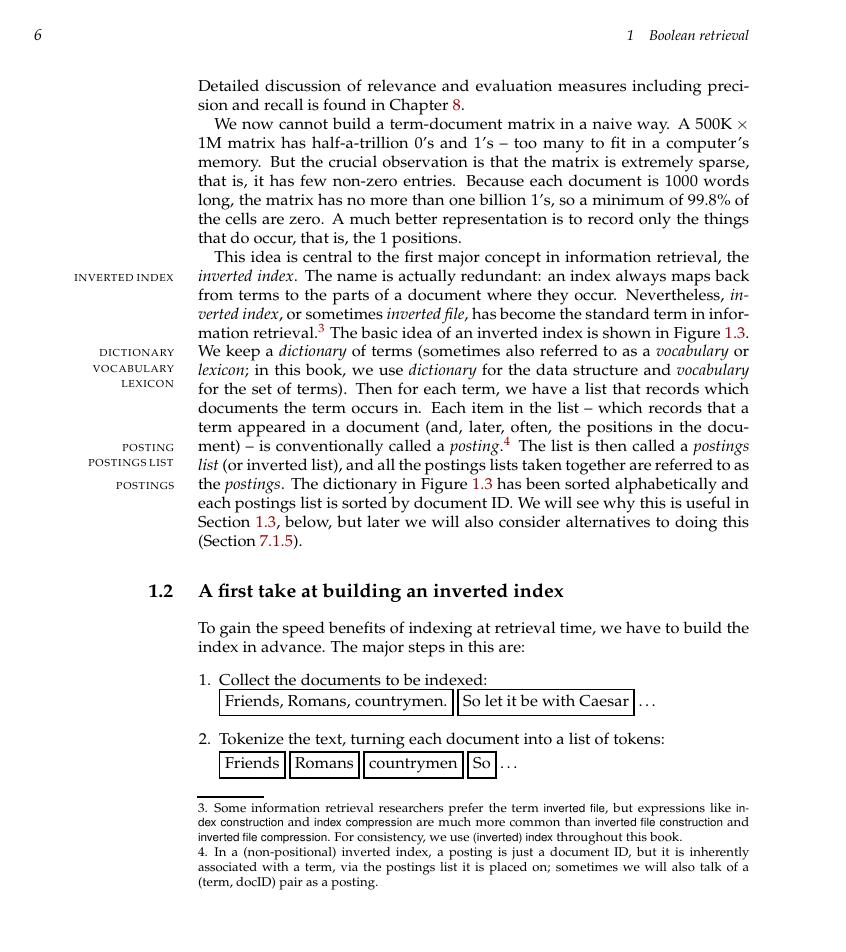 6
1 Boolean retrieval
Detailed discussion of relevance and evaluation measures including preci-
sion and recall is found in Chapter 8.
We now cannot build a term-document matrix in a naive way. A 500K ×
1M matrix has half-a-trillion 0's and 1's – too many to fit in a computer's
memory. But the crucial observation is that the matrix is extremely sparse,
that is, it has few non-zero entries. Because each document is 1000 words
long, the matrix has no more than one billion 1's, so a minimum of 99.8% of
the cells are zero. A much better representation is to record only the things
that do occur, that is, the 1 positions.
This idea is central to the first major concept in information retrieval, the
INVERTED INDEX
inverted index. The name is actually redundant: an index always maps back
from terms to the parts of a document where they occur. Nevertheless, in-
verted index, or sometimes inverted file, has become the standard term in infor-
mation retrieval.3 The basic idea of an inverted index is shown in Figure 1.3.
DICTIONARY
We keep a dictionary of terms (sometimes also referred to as a vocabulary or
VOCABULARY
lexicon; in this book, we use dictionary for the data structure and vocabulary
LEXICON
for the set of terms). Then for each term, we have a list that records which
documents the term occurs in. Each item in the list – which records that a
term appeared in a document (and, later, often, the positions in the docu-
POSTING
ment) – is conventionally called a posting.4 The list is then called a postings
POSTINGS LIST
list (or inverted list), and all the postings lists taken together are referred to as
POSTINGS
the postings. The dictionary in Figure 1.3 has been sorted alphabetically and
each postings list is sorted by document ID. We will see why this is useful in
Section 1.3, below, but later we will also consider alternatives to doing this
(Section 7.1.5).
1.2 A first take at building an inverted index
To gain the speed benefits of indexing at retrieval time, we have to build the
index in advance. The major steps in this are:
1. Collect the documents to be indexed:
Friends, Romans, countrymen. So let it be with Caesar ...
2. Tokenize the text, turning each document into a list of tokens:
Friends Romans countrymen So ...
3. Some information retrieval researchers prefer the term inverted file, but expressions like in-
dex construction and index compression are much more common than inverted file construction and
inverted file compression. For consistency, we use (inverted) index throughout this book.
4. In a (non-positional) inverted index, a posting is just a document ID, but it is inherently
associated with a term, via the postings list it is placed on; sometimes we will also talk of a
(term, docID) pair as a posting.